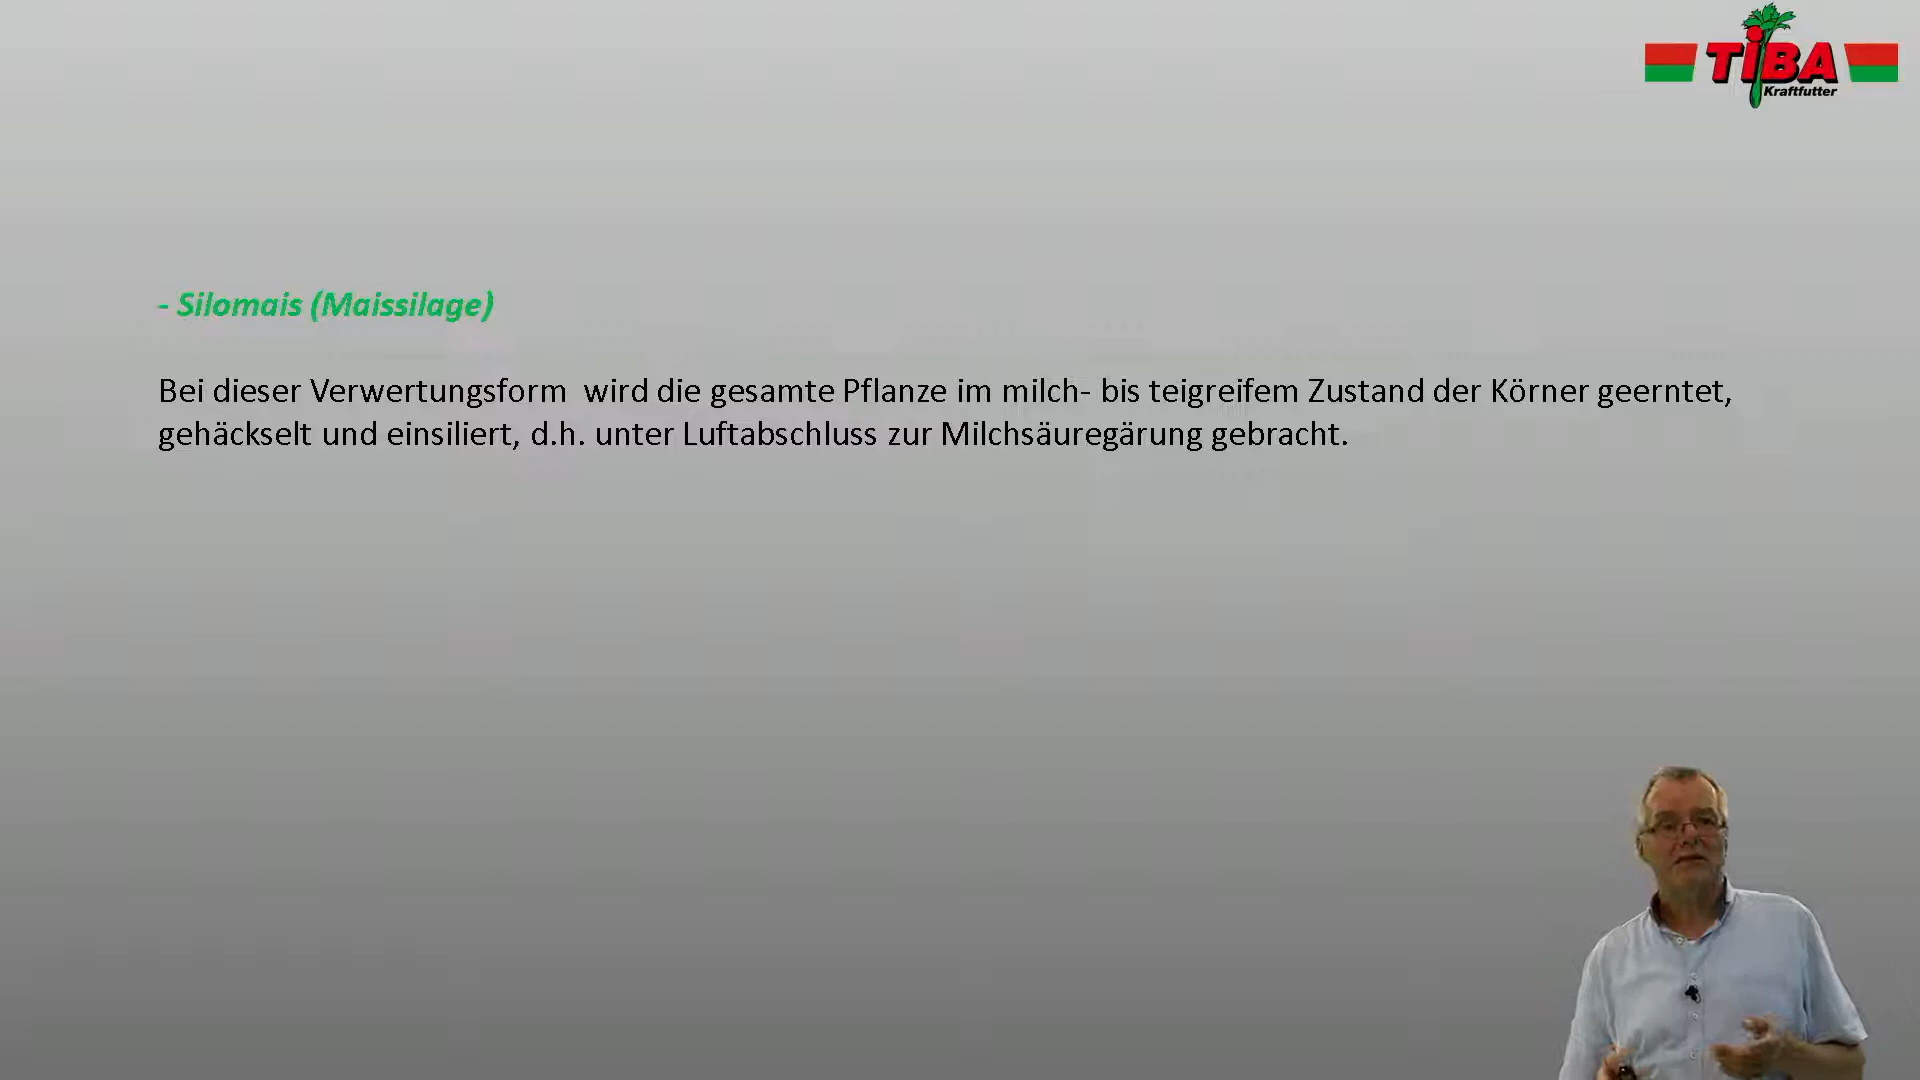 TiBA
Kraftfutter
- Silomais (Maissilage)
Bei dieser Verwertungsform wird die gesamte Pflanze im milch- bis teigreifem Zustand der Körner geerntet,
gehäckselt und einsiliert, d.h. unter Luftabschluss zur Milchsäuregärung gebracht.